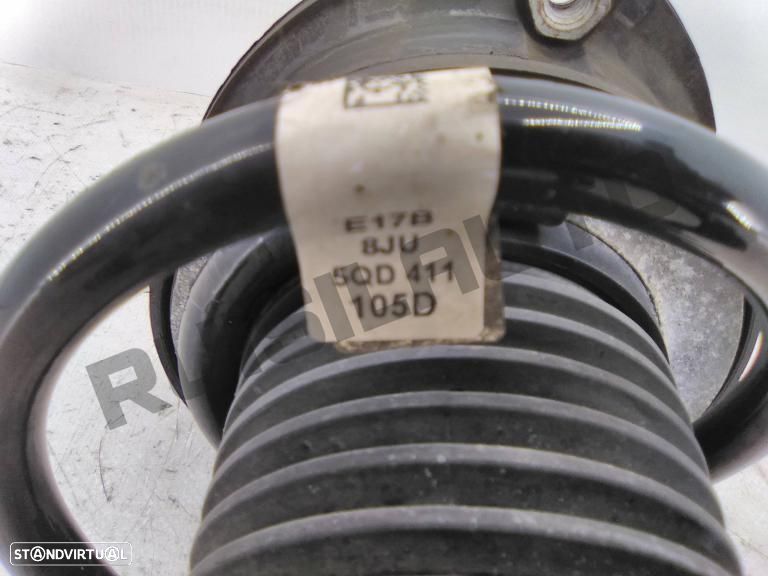 E17B
8JU
5QD 411
105D
STANDVIRTUAL